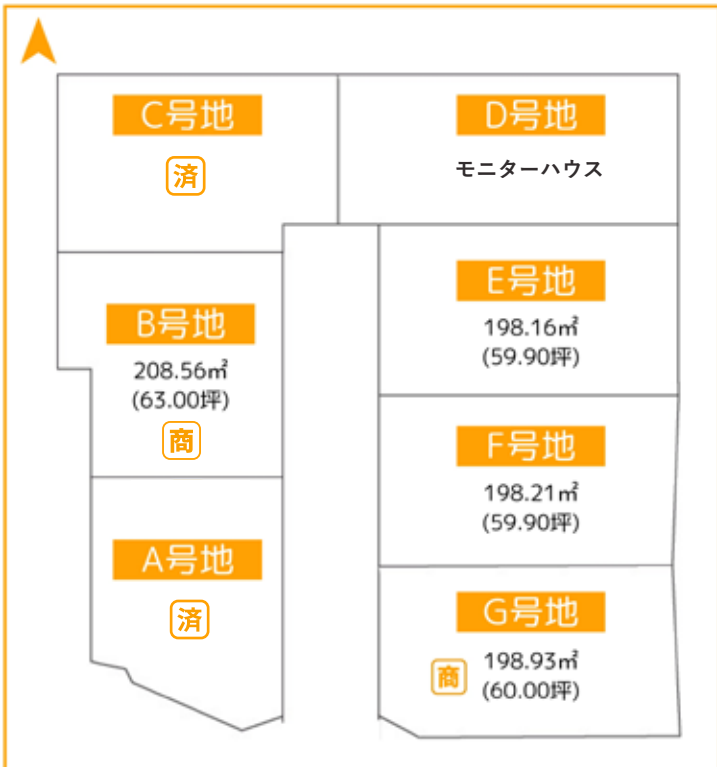 C号地
済
D号地
モニターハウス
B号地
208.56㎡
(63.00坪)
商
E号地
198.16㎡
(59.90坪)
F号地
198.21㎡
(59.90坪)
A号地
済
G号地
商
198.93㎡
(60.00坪)